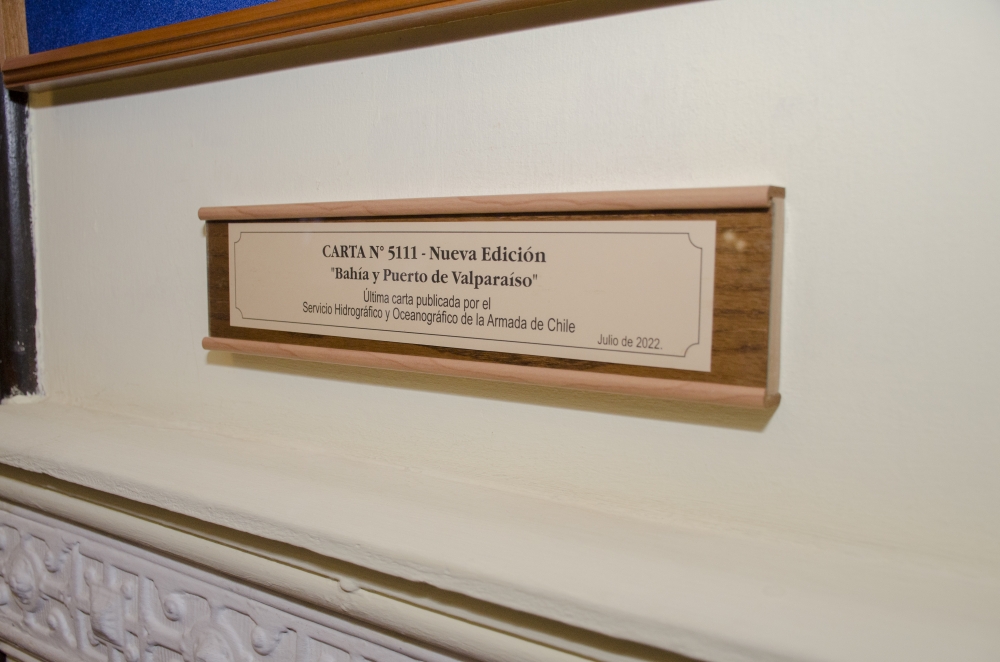 CARTA N° 5111 - Nueva Edición
"Bahía y Puerto de Valparaíso"
Última carta publicada por el
Servicio Hidrográfico y Oceanográfico de la Armada de Chile
Julio de 2022.